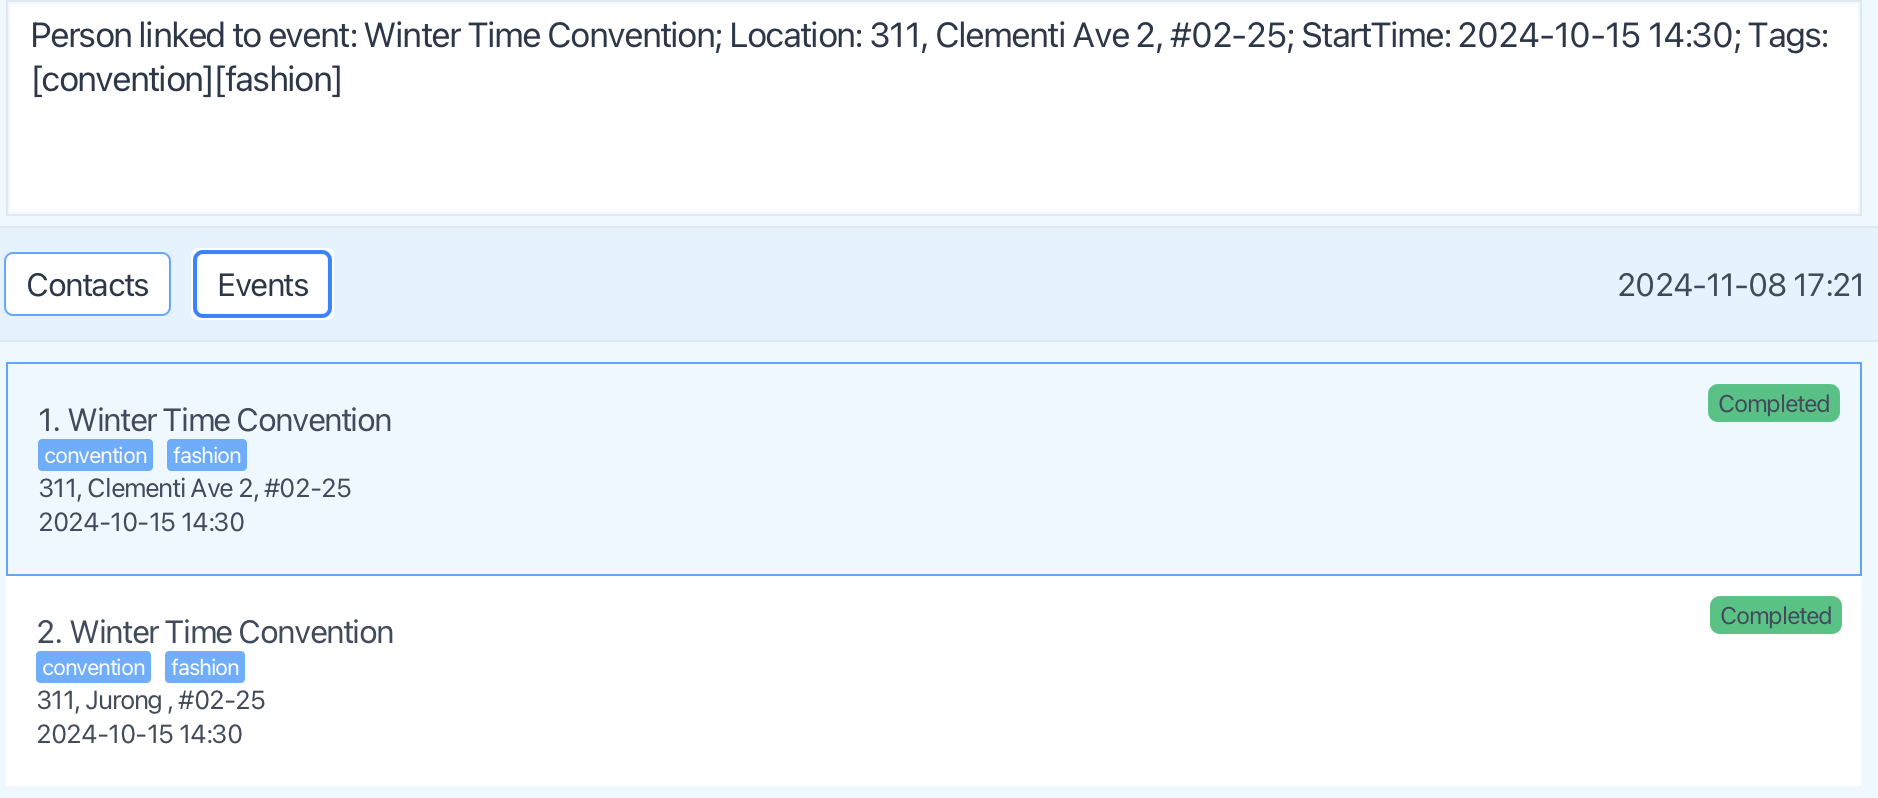 Person linked to event: Winter Time Convention; Location: 311, Clementi Ave 2, #02-25; StartTime: 2024-10-15 14:30; Tags:
[convention][fashion]
Contacts Events 2024-11-08 17:21
Completed
1. Winter Time Convention
convention fashion
311, Clementi Ave 2, #02-25
2024-10-15 14:30
Completed
2. Winter Time Convention
convention fashion
311, Jurong , #02-25
2024-10-15 14:30